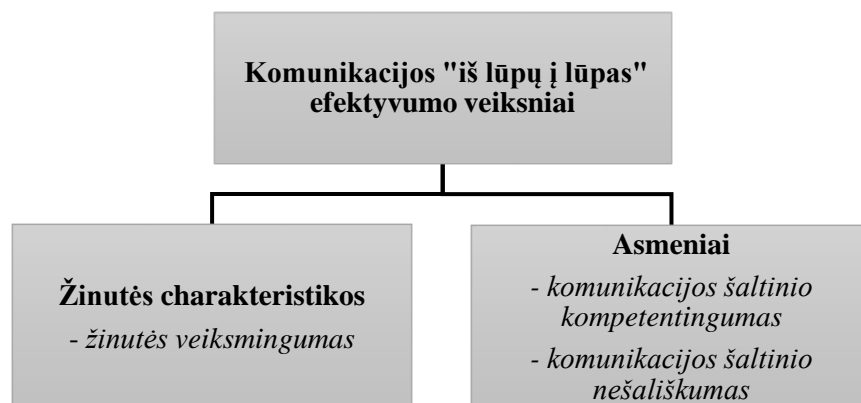 Komunikacijos "iš lūpų į lūpas"
efektyvumo veiksniai
Žinutės charakteristikos
- žinutės veiksmingumas
Asmeniai
- komunikacijos šaltinio
kompetentingumas
- komunikacijos šaltinio
nešališkumas